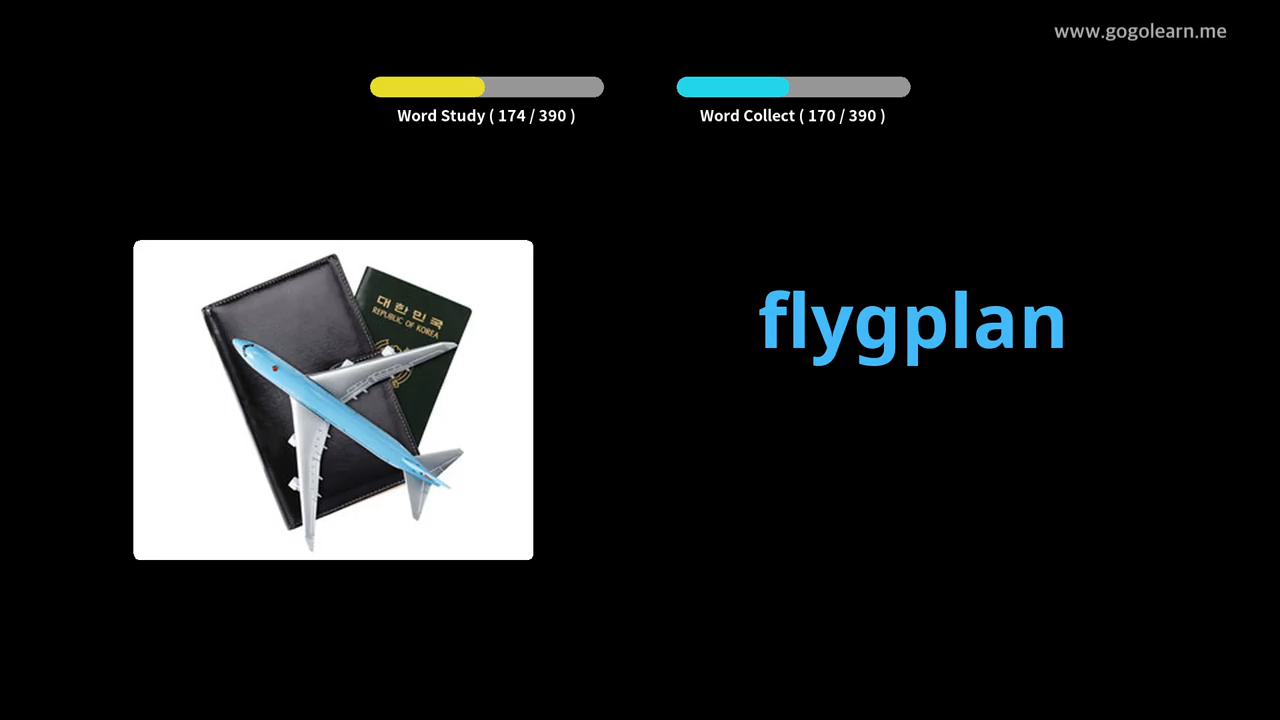 www.gogolearn.me
Word Study ( 174 / 390 )
Word Collect ( 170 / 390 )
대한민국
REPUBLIC OF KOREA
flygplan